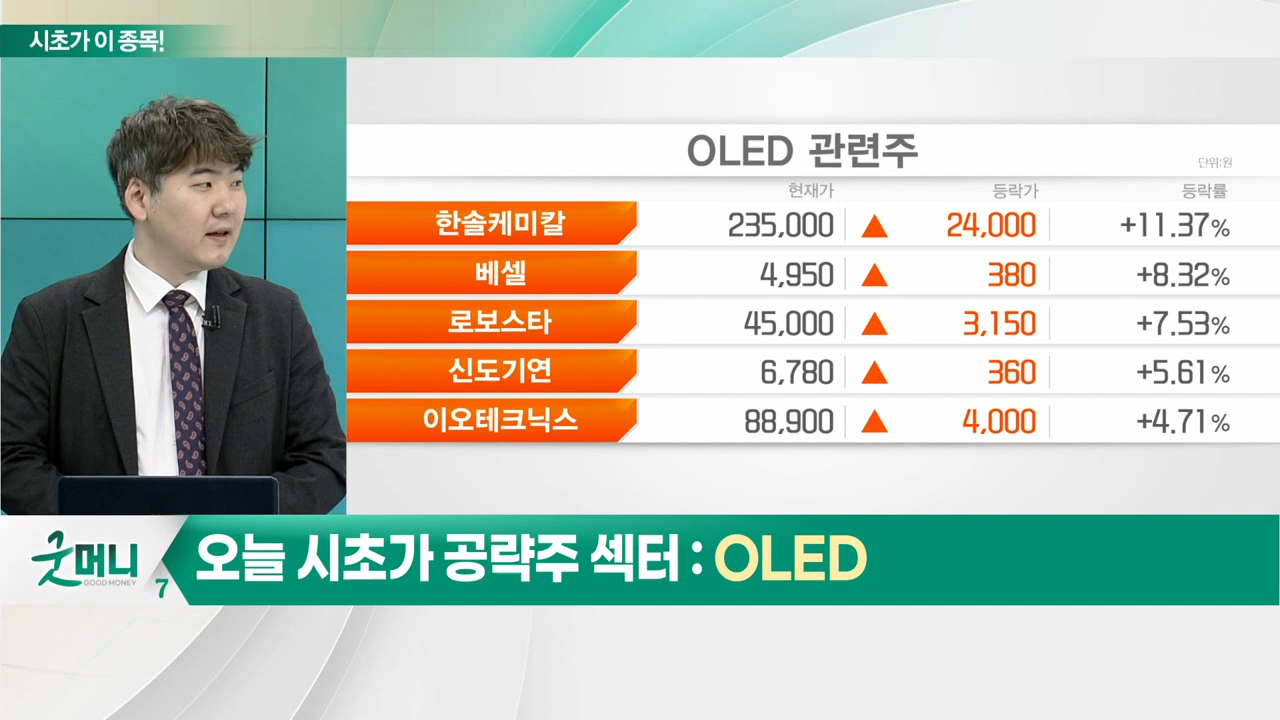 시초가 이 종목!
OLED 관련주
단위:원
현재가 등락가 등락률
한솔케미칼 235,000 ▲ 24,000 +11.37%
베셀 4,950 ▲ 380 +8.32%
로보스타 45,000 ▲ 3,150 +7.53%
신도기연 6,780 ▲ 360 +5.61%
이오테크닉스 88,900 ▲ 4,000 +4.71%
굿머니
GOOD MONEY
7
오늘 시초가 공략주 섹터 : OLED